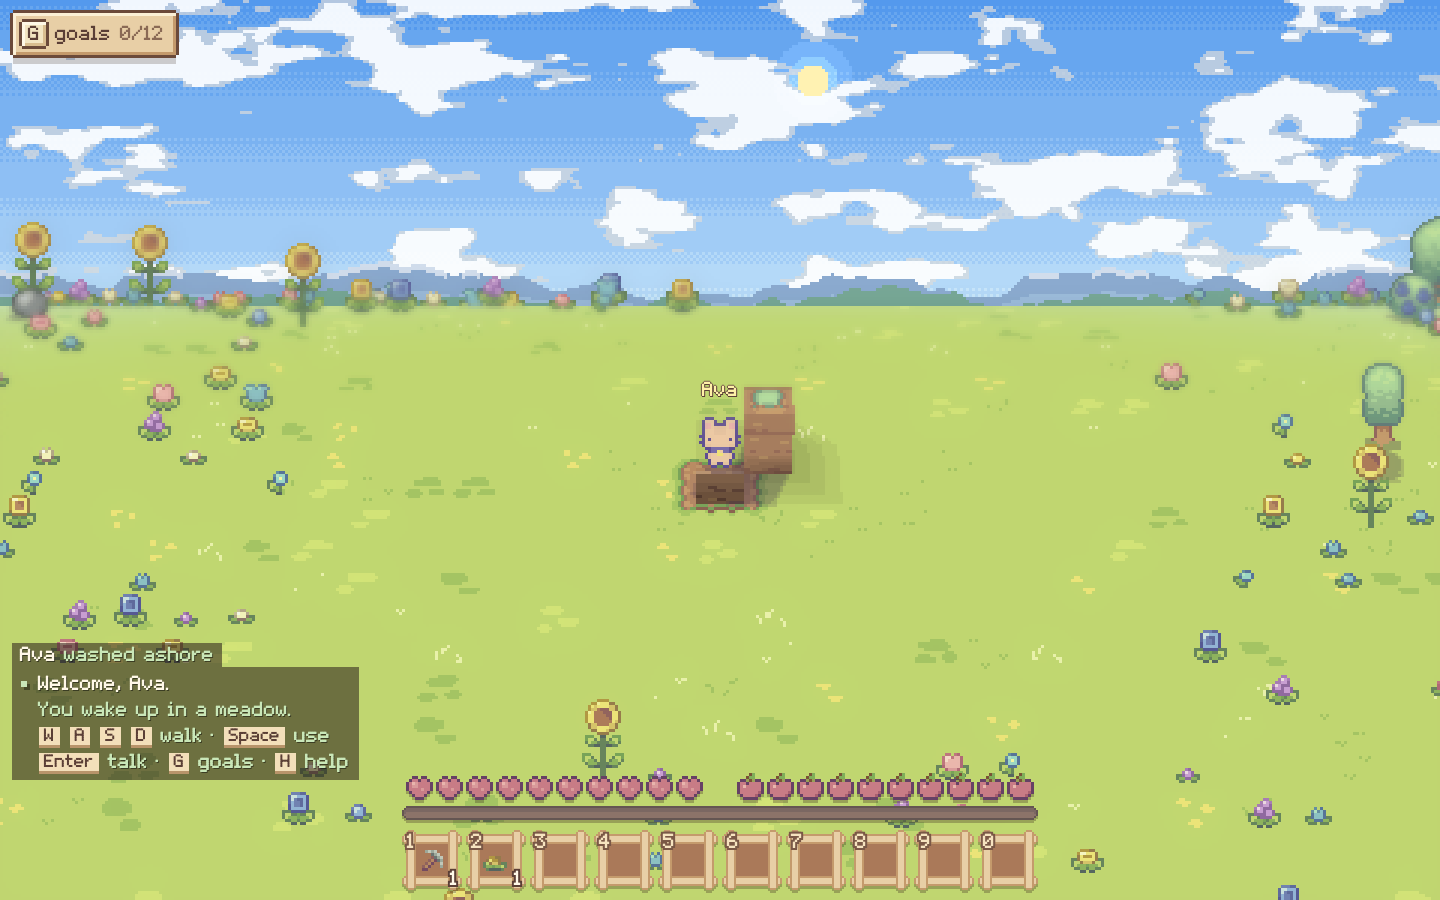 G goals 0/12
Ava
Ava washed ashore
Welcome, Ava.
You wake up in a meadow.
W A S D walk · Space use
Enter talk · G goals · H help
1 2 3 4 5 6 7 8 9 0
1 1